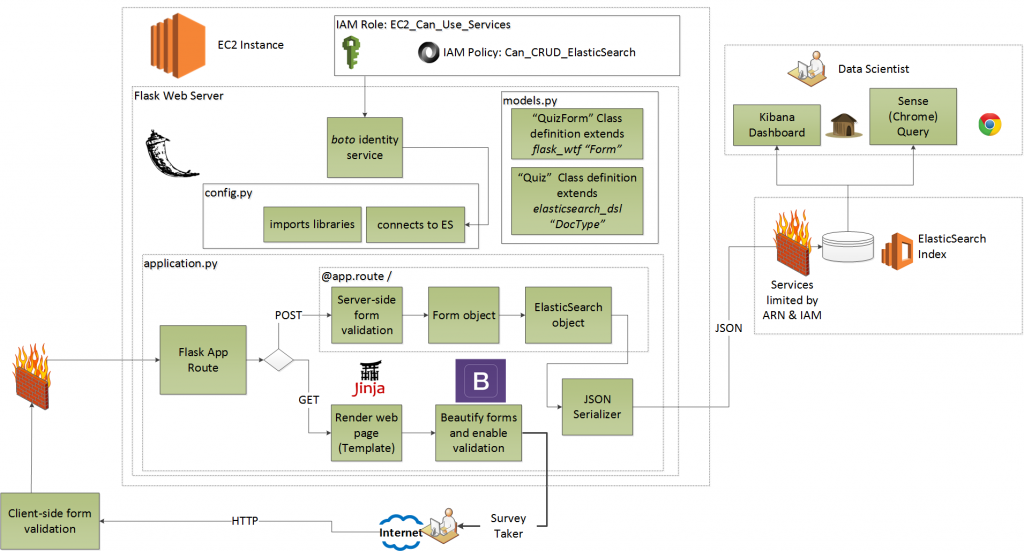 IAM Role: EC2_Can_Use_Services
IAM Policy: Can_CRUD_ElasticSearch
EC2 Instance
Flask Web Server
boto identity
service
models.py
“QuizForm” Class
definition extends
flask_wtf “Form”
“Quiz” Class definition
extends
elasticsearch_dsl
“DocType”
config.py
imports libraries
connects to ES
application.py
@app.route /
Server-side
form
validation
Form object
ElasticSearch
object
POST
Flask App
Route
GET
Jinja
B
Render web
page
(Template)
Beautify forms
and enable
validation
JSON
Serializer
JSON
Data Scientist
Kibana
Dashboard
Sense
(Chrome)
Query
ElasticSearch
Index
Services
limited by
ARN & IAM
Client-side form
validation
HTTP
Internet
Survey
Taker